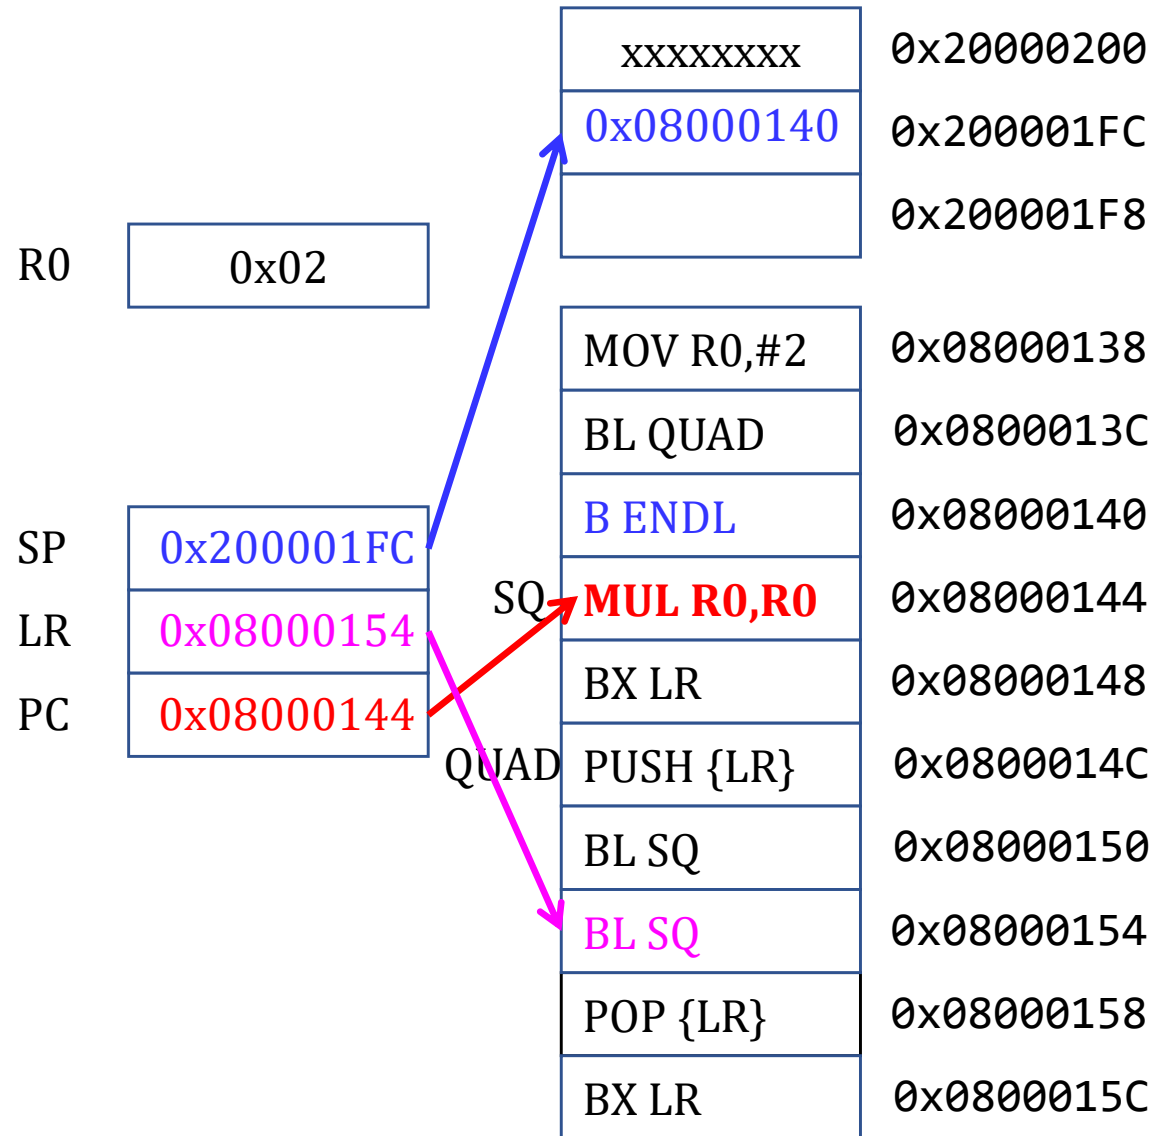 xxxxxxxx 0x20000200
0x08000140 0x200001FC
0x200001F8
R0 0x02
MOV R0,#2 0x08000138
BL QUAD 0x0800013C
B ENDL 0x08000140
SP 0x200001FC
SQ MUL R0,R0 0x08000144
LR 0x08000154
BX LR 0x08000148
PC 0x08000144
QUAD PUSH {LR} 0x0800014C
BL SQ 0x08000150
BL SQ 0x08000154
POP {LR} 0x08000158
BX LR 0x0800015C